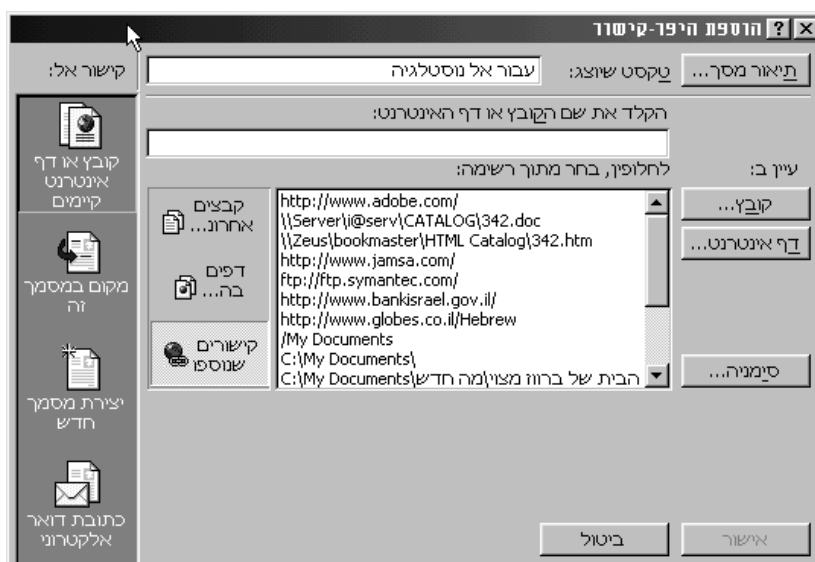 הוספת היפר-קישור
קישור אל:
טקסט שיוצג:
עבור אל נוסטלגיה
תיאור מסך...
הקלד את שם הקובץ או דף האינטרנט:
לחלופין, בחר מתוך רשימה:
עיין ב:
קובץ או דף
אינטרנט
קיימים
מקום במסמך
זה
יצירת מסמך
חדש
כתובת דואר
אלקטרוני
קבצים
אחרונ...
דפים
בה...
קישורים
שנוספו
http://www.adobe.com/
\\Server\i@serv\CATALOG\342.doc
\\Zeus\bookmaster\HTML Catalog\342.htm
http://www.jamsa.com/
ftp://ftp.symantec.com/
http://www.bankisrael.gov.il/
http://www.globes.co.il/Hebrew
/My Documents
C:\My Documents\
C:\My Documents\הבית של ברווז מצוי\מה חדש
קובץ...
דף אינטרנט...
סימניה...
ביטול
אישור